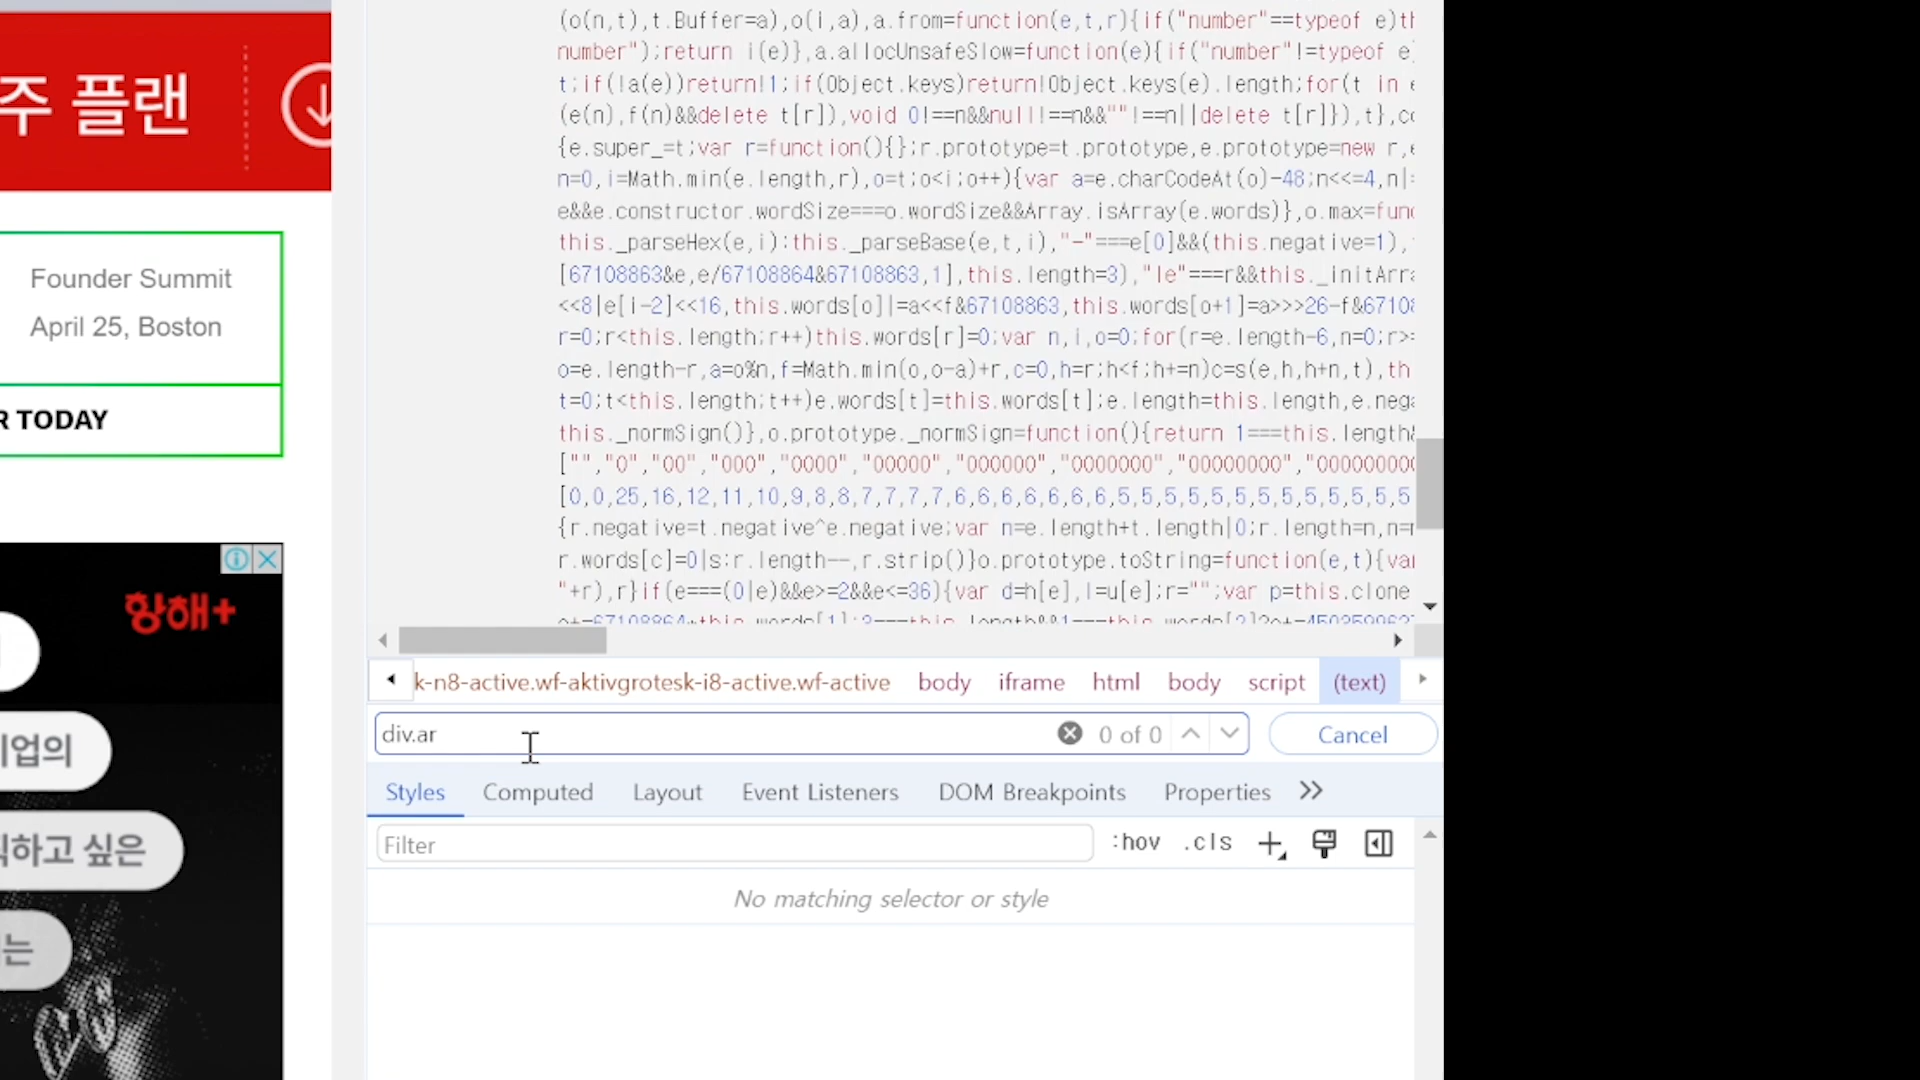 주 플랜
Founder Summit
April 25, Boston
R TODAY
항해+
기업의
하고 싶은
는
(o(n,t),t.Buffer=a),o(i,a),a.from=function(e,t,r){if("number"==typeof e)th
number");return i(e)},a.allocUnsafeSlow=function(e){if("number"!=typeof e)
t;if(!a(e))return!1;if(Object.keys)return!Object.keys(e).length;for(t in e
(e(n),f(n)&&delete t[r]),void 0!==n&&null!==n&&""!==n||delete t[r]}),t},c
{e.super_=t;var r=function(){};r.prototype=t.prototype,e.prototype=new r,e
n=0,i=Math.min(e.length,r),o=t;o<i;o++){var a=e.charCodeAt(o)-48;n<<=4,n|=
e&&e.constructor.wordSize===o.wordSize&&Array.isArray(e.words)},o.max=func
this._parseHex(e,i):this._parseBase(e,t,i),"-"===e[0]&&(this.negative=1),
[67108863&e,e/67108864&67108863,1],this.length=3),"le"===r&&this._initArra
<<8|e[i-2]<<16,this.words[o]|=a<<f&67108863,this.words[o+1]=a>>>26-f&67108
r=0;r<this.length;r++)this.words[r]=0;var n,i,o=0;for(r=e.length-6,n=0;r>=
o=e.length-r,a=o%n,f=Math.min(o,o-a)+r,c=0,h=r;h<f;h+=n)c=s(e,h,h+n,t),th
t=0;t<this.length;t++)e.words[t]=this.words[t];e.length=this.length,e.nega
this._normSign()},o.prototype._normSign=function(){return 1===this.length&
["","0","00","000","0000","00000","000000","0000000","00000000","000000000
[0,0,25,16,12,11,10,9,8,8,7,7,7,7,6,6,6,6,6,6,6,5,5,5,5,5,5,5,5,5,5,5,5,5
{r.negative=t.negative^e.negative;var n=e.length+t.length|0;r.length=n,n=
r.words[c]=0|s:r.length--,r.strip()}o.prototype.toString=function(e,t){var
"+r),r}if(e===(0|e)&&e>=2&&e<=36){var d=h[e],l=u[e];r="";var p=this.clone
k-n8-active.wf-aktivgrotesk-i8-active.wf-active body iframe html body script (text)
div.ar 0 of 0 Cancel
Styles Computed Layout Event Listeners DOM Breakpoints Properties
Filter :hov .cls
No matching selector or style